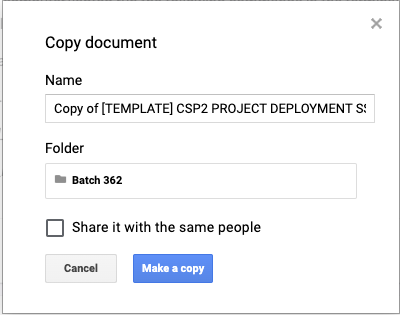 Copy document
Name
Copy of [TEMPLATE] CSP2 PROJECT DEPLOYMENT SS
Folder
Batch 362
Share it with the same people
Cancel
Make a copy